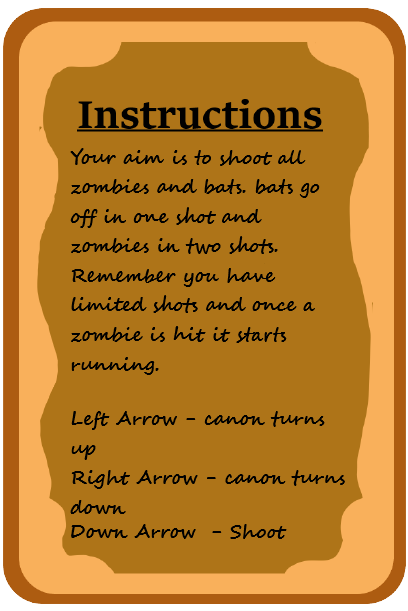 Instructions
Your aim is to shoot all
zombies and bats. bats go
off in one shot and
zombies in two shots.
Remember you have
limited shots and once a
zombie is hit it starts
running.
Left Arrow - canon turns
up
Right Arrow - canon turns
down
Down Arrow - Shoot